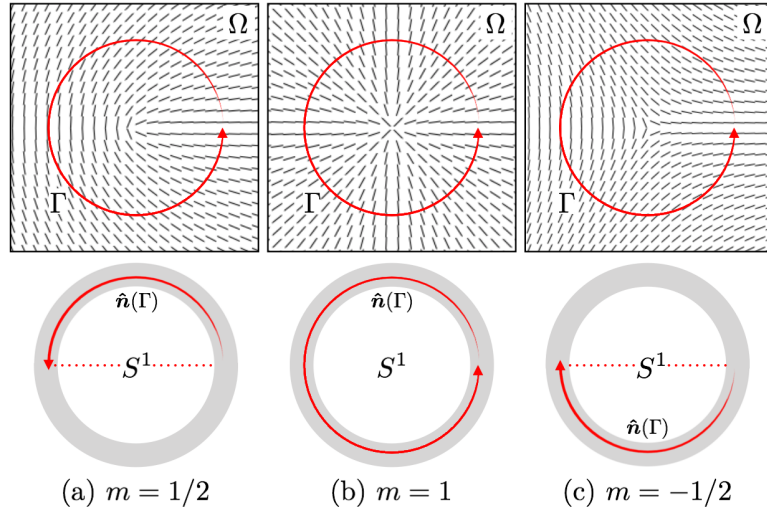 Ω Ω Ω
Γ Γ Γ
n̂(Γ) n̂(Γ)
S¹ S¹ S¹
n̂(Γ)
(a) m = 1/2 (b) m = 1 (c) m = −1/2